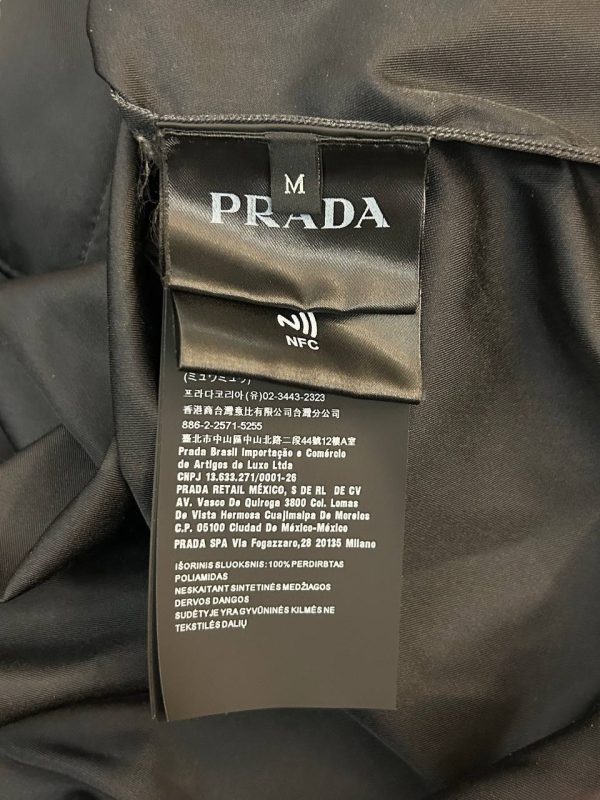 M
PRADA
NFC
(ミュウミュウ)
프라다코리아(유)02-3443-2323
香港商台灣意比有限公司台灣分公司
886-2-2571-5255
臺北市中山區中山北路二段44號12樓A室
Prada Brasil Importação e Comércio
de Artigos de Luxo Ltda
CNPJ 13.633.271/0001-26
PRADA RETAIL MÉXICO, S DE RL DE CV
AV. Vasco De Quiroga 3800 Col. Lomas
De Vista Hermosa Cuajimalpa De Morelos
C.P. 05100 Ciudad De México-México
PRADA SPA Via Fogazzaro,28 20135 Milano
IŠORINIS SLUOKSNIS: 100% PERDIRBTAS
POLIAMIDAS
NESKAITANT SINTETINĖS MEDŽIAGOS
DERVOS DANGOS
SUDĖTYJE YRA GYVŪNINĖS KILMĖS NE
TEKSTILĖS DALIŲ